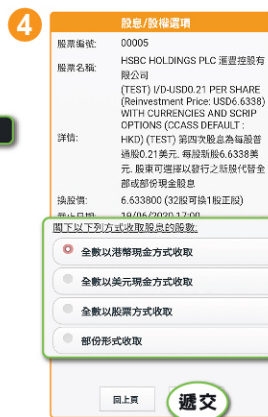 4
股息/股權選項
股票編號: 00005
股票名稱: HSBC HOLDINGS PLC 滙豐控股有
限公司
(TEST) I/D-USD0.21 PER SHARE
(Reinvestment Price: USD6.6338)
WITH CURRENCIES AND SCRIP
OPTIONS (CCASS DEFAULT :
詳情: HKD) (TEST) 第四次股息為每股普
通股0.21美元. 每股新股6.6338美
元. 股東可選擇以發行之新股代替全
部或部份現金股息
換股價: 6.633800 (32股可換1股正股)
截止日期: 18/06/2020 17:00
閣下以下列方式收取股息的股數:
全數以港幣現金方式收取
全數以美元現金方式收取
全數以股票方式收取
部份形式收取
回上頁
遞交